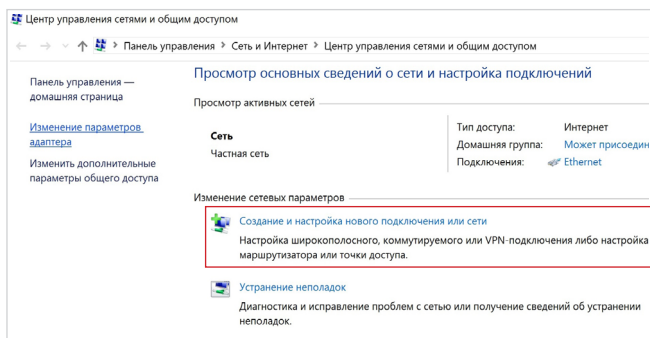 Центр управления сетями и общим доступом
Панель управления > Сеть и Интернет > Центр управления сетями и общим доступом
Панель управления —
домашняя страница
Изменение параметров
адаптера
Изменить дополнительные
параметры общего доступа
Просмотр основных сведений о сети и настройка подключений
Просмотр активных сетей
Сеть
Частная сеть
Тип доступа: Интернет
Домашняя группа: Может присоедин
Подключения: Ethernet
Изменение сетевых параметров
Создание и настройка нового подключения или сети
Настройка широкополосного, коммутируемого или VPN-подключения либо настройка
маршрутизатора или точки доступа.
Устранение неполадок
Диагностика и исправление проблем с сетью или получение сведений об устранении
неполадок.